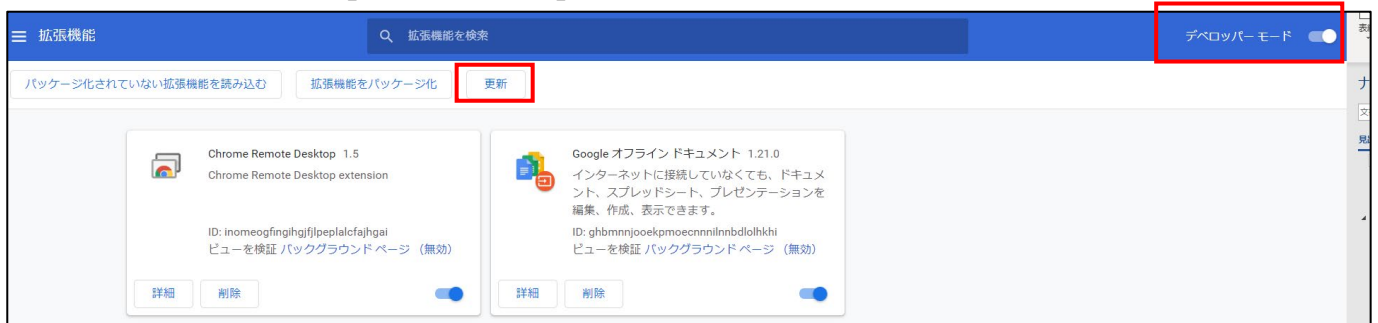 拡張機能
拡張機能を検索
デベロッパー モード
パッケージ化されていない拡張機能を読み込む
拡張機能をパッケージ化
更新
Chrome Remote Desktop 1.5
Chrome Remote Desktop extension
ID: inomeogfingihgjfjlpeplalcfajhgai
ビューを検証 バックグラウンド ページ （無効）
詳細
削除
Google オフライン ドキュメント 1.21.0
インターネットに接続していなくても、ドキュメ
ント、スプレッドシート、プレゼンテーションを
編集、作成、表示できます。
ID: ghbmnnjooekpmoecnnnilnnbdlolhkhi
ビューを検証 バックグラウンド ページ （無効）
詳細
削除
ナ
文
見